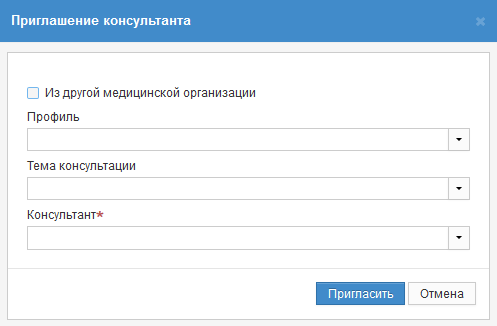 Приглашение консультанта
Из другой медицинской организации
Профиль
Тема консультации
Консультант*
Пригласить Отмена